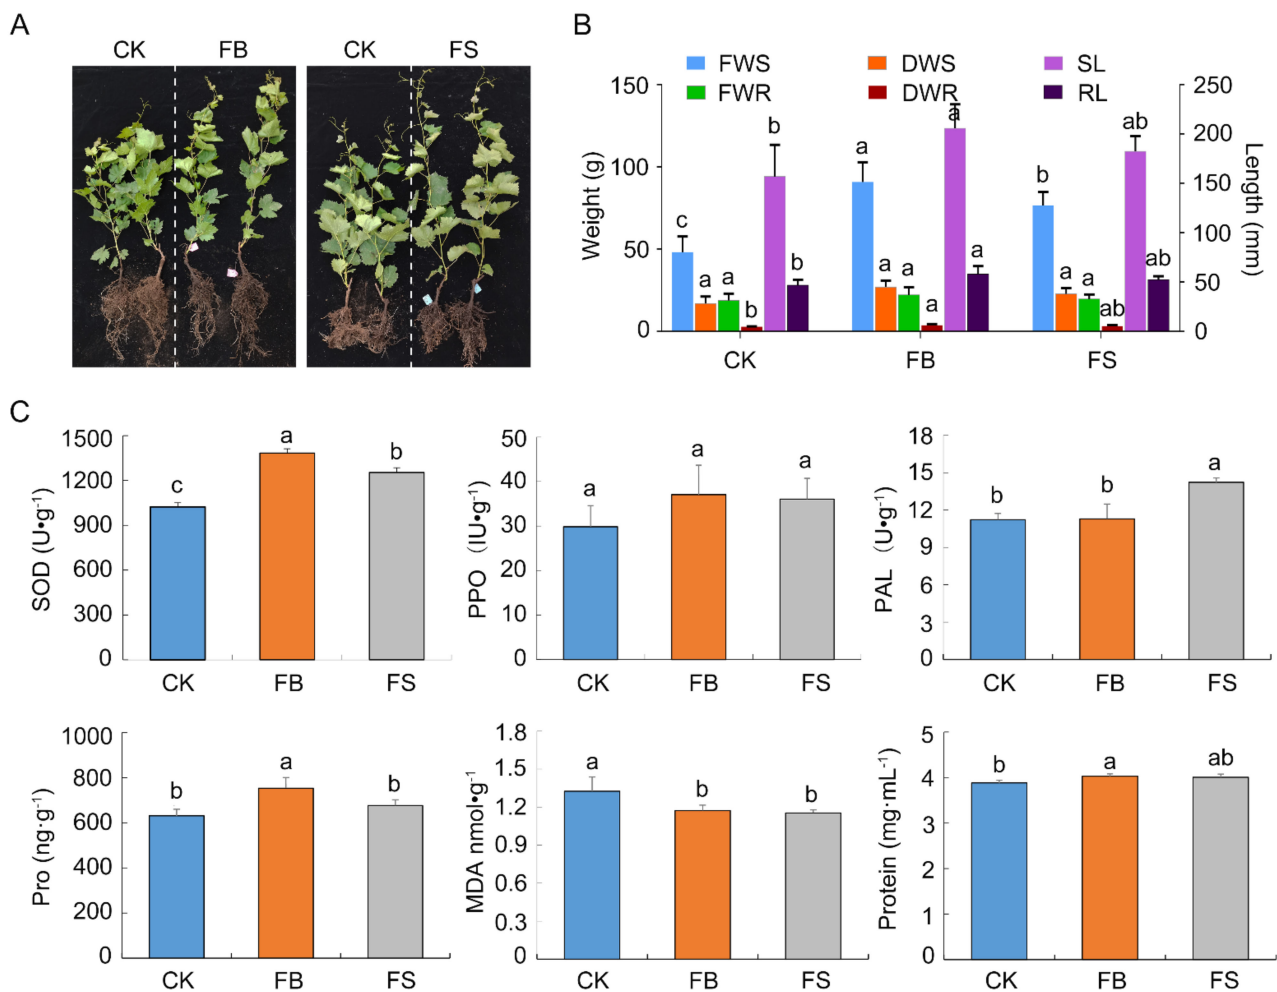 A
CK FB CK FS
B
FWS DWS SL
FWR DWR RL
150
100
50
0
Weight (g)
250
200
150
100
50
0
Length (mm)
c a a b b b
a a a a a a
b a a ab ab ab
CK FB FS
C
1500
1200
900
600
300
0
SOD (U•g⁻¹)
c a b
CK FB FS
50
40
30
20
10
0
PPO (IU•g⁻¹)
a a a
CK FB FS
18
15
12
9
6
3
0
PAL (U•g⁻¹)
b b a
CK FB FS
1000
800
600
400
200
0
Pro (ng·g⁻¹)
b a b
CK FB FS
1.8
1.5
1.2
0.9
0.6
0.3
0
MDA nmol•g⁻¹
a b b
CK FB FS
5
4
3
2
1
0
Protein (mg·mL⁻¹)
b a ab
CK FB FS